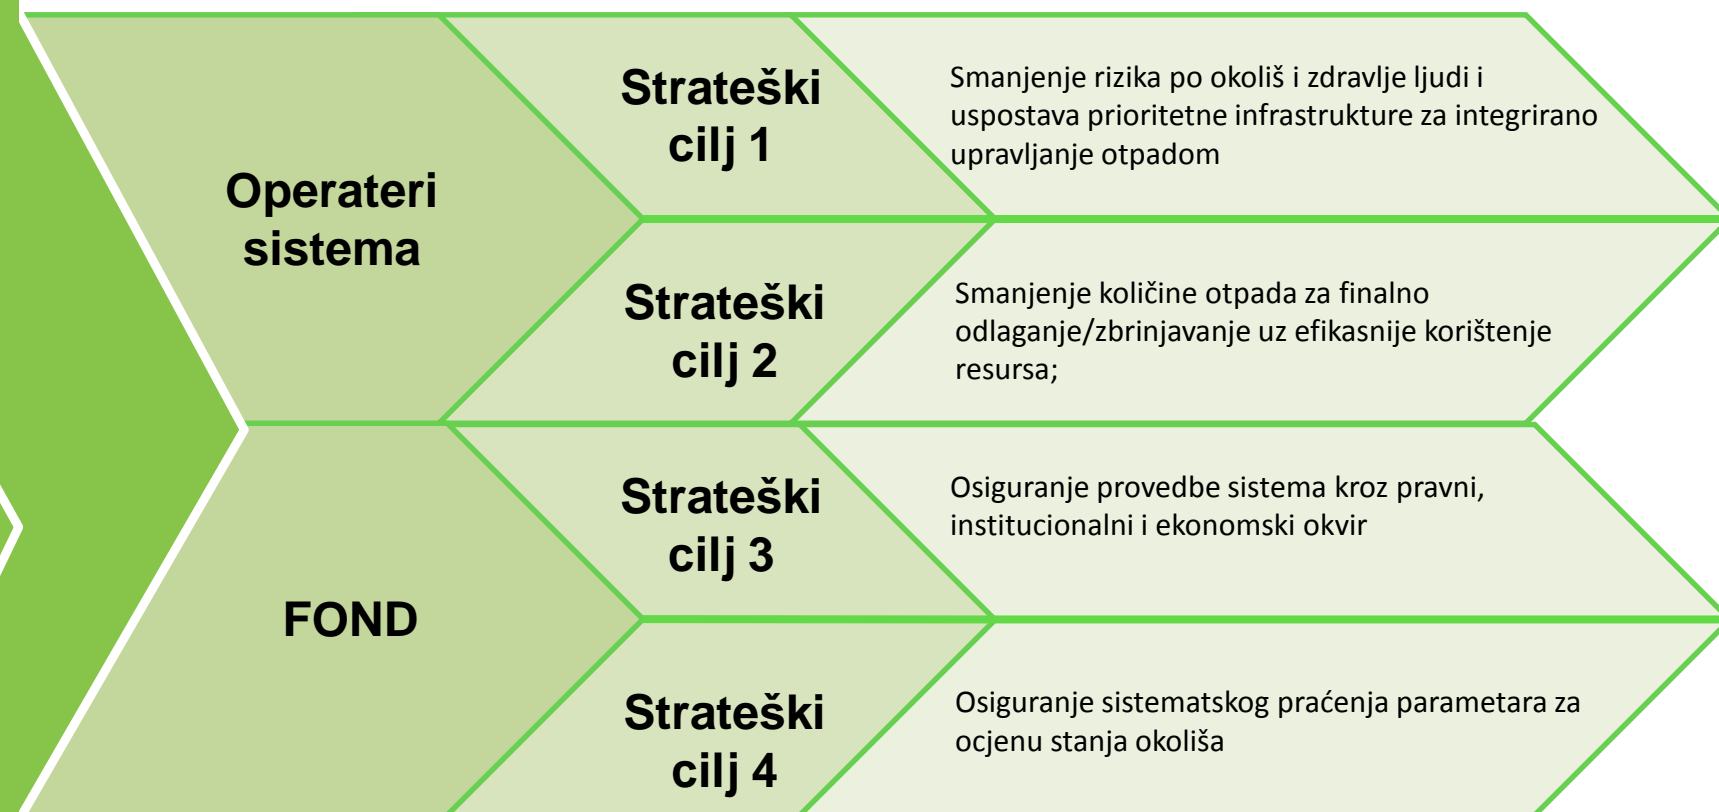 Operateri
sistema
Strateški
cilj 1
Smanjenje rizika po okoliš i zdravlje ljudi i
uspostava prioritetne infrastrukture za integrirano
upravljanje otpadom
Strateški
cilj 2
Smanjenje količine otpada za finalno
odlaganje/zbrinjavanje uz efikasnije korištenje
resursa;
FOND
Strateški
cilj 3
Osiguranje provedbe sistema kroz pravni,
institucionalni i ekonomski okvir
Strateški
cilj 4
Osiguranje sistematskog praćenja parametara za
ocjenu stanja okoliša